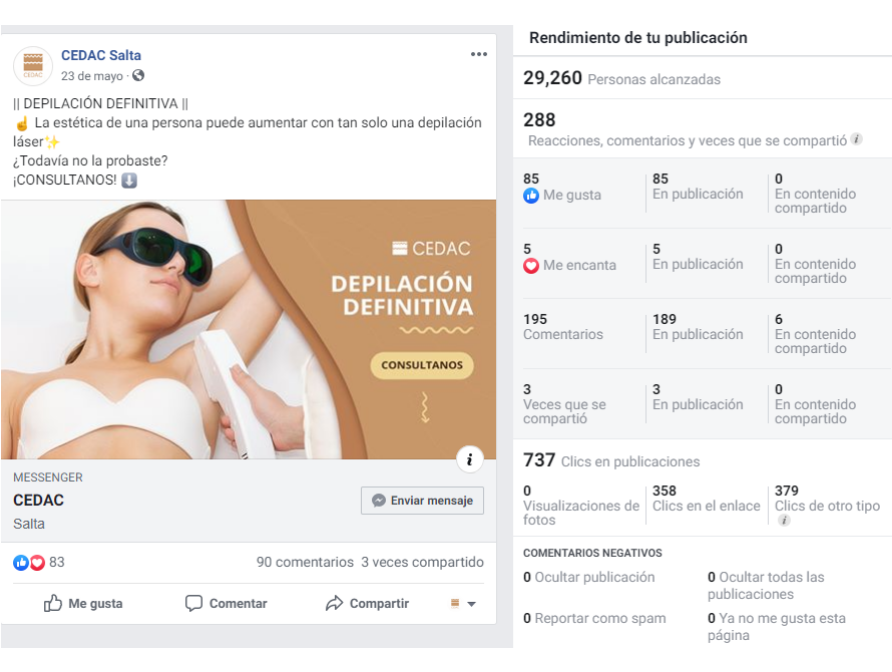 CEDAC Salta
23 de mayo ·
|| DEPILACIÓN DEFINITIVA ||
☝ La estética de una persona puede aumentar con tan solo una depilación
láser✨
¿Todavía no la probaste?
¡CONSULTANOS! ⬇
CEDAC
CEDAC
DEPILACIÓN
DEFINITIVA
CONSULTANOS
i
MESSENGER
CEDAC
Salta
Enviar mensaje
83
90 comentarios 3 veces compartido
Me gusta
Comentar
Compartir
Rendimiento de tu publicación
29,260 Personas alcanzadas
288
Reacciones, comentarios y veces que se compartió i
85
Me gusta
85
En publicación
0
En contenido
compartido
5
Me encanta
5
En publicación
0
En contenido
compartido
195
Comentarios
189
En publicación
6
En contenido
compartido
3
Veces que se
compartió
3
En publicación
0
En contenido
compartido
737 Clics en publicaciones
0
Visualizaciones de
fotos
358
Clics en el enlace
379
Clics de otro tipo
i
COMENTARIOS NEGATIVOS
0 Ocultar publicación
0 Ocultar todas las
publicaciones
0 Reportar como spam
0 Ya no me gusta esta
página